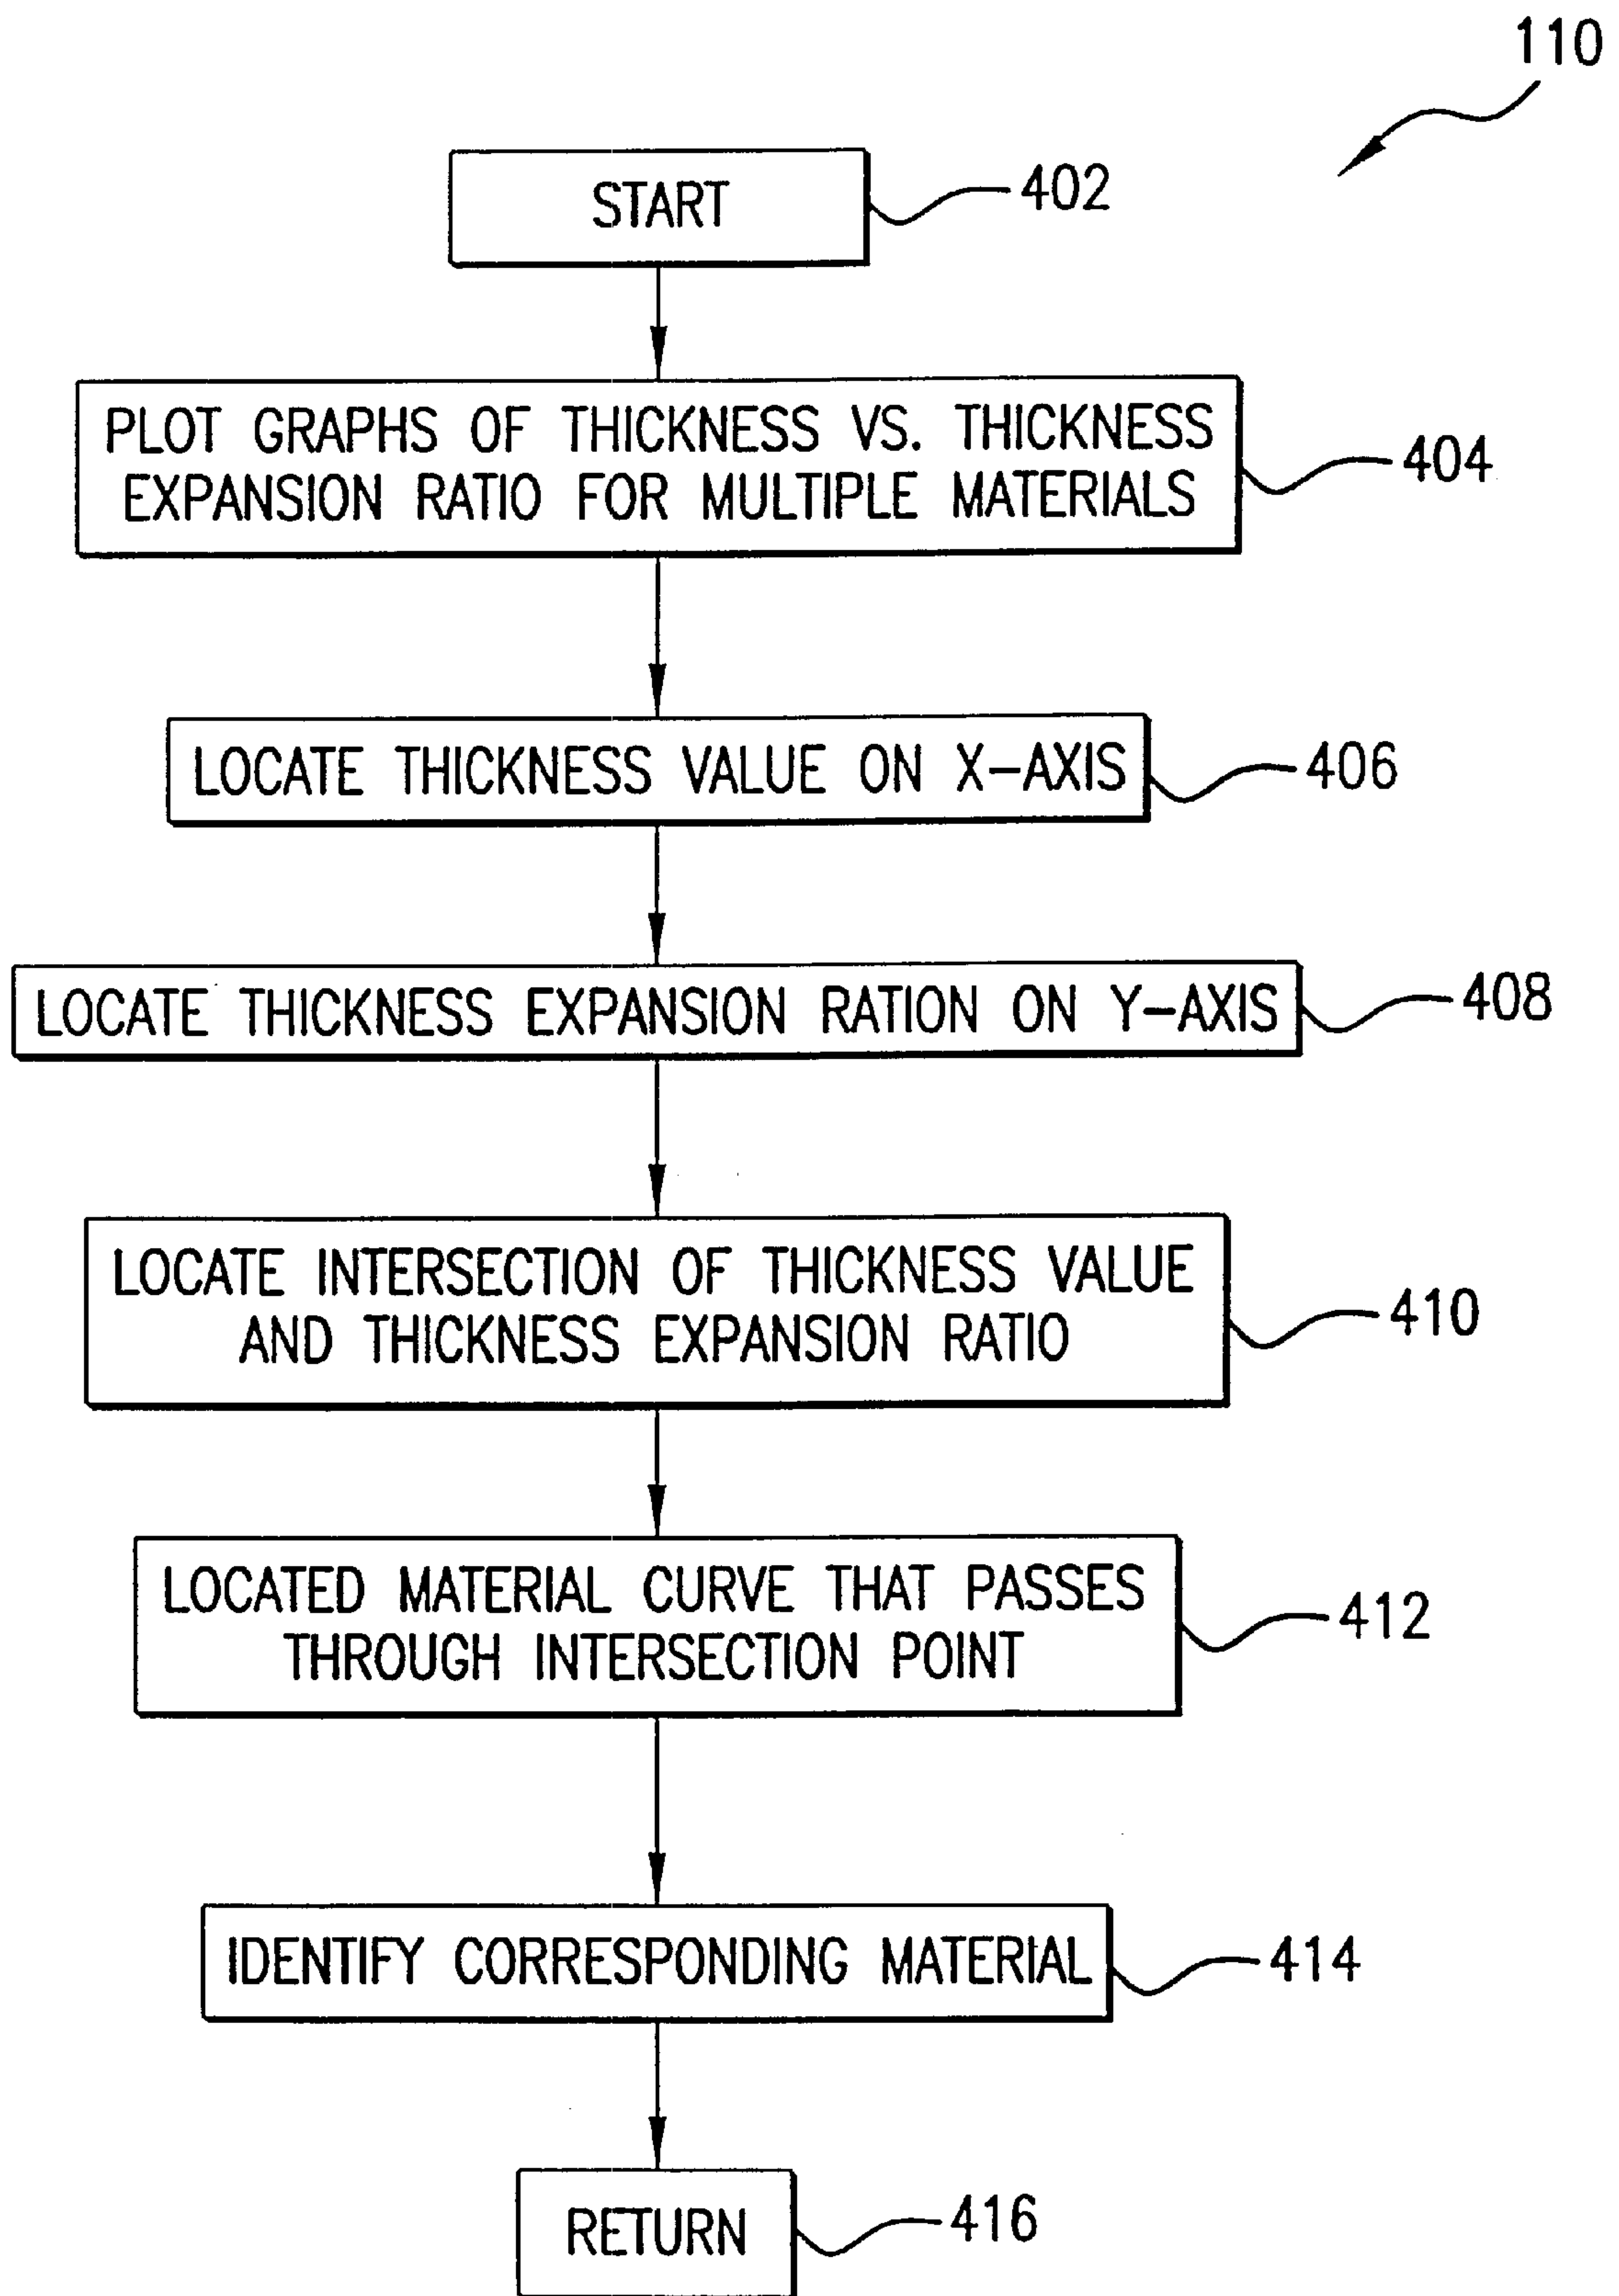 110
START
402
PLOT GRAPHS OF THICKNESS VS. THICKNESS
EXPANSION RATIO FOR MULTIPLE MATERIALS
404
LOCATE THICKNESS VALUE ON X-AXIS
406
LOCATE THICKNESS EXPANSION RATION ON Y-AXIS
408
LOCATE INTERSECTION OF THICKNESS VALUE
AND THICKNESS EXPANSION RATIO
410
LOCATED MATERIAL CURVE THAT PASSES
THROUGH INTERSECTION POINT
412
IDENTIFY CORRESPONDING MATERIAL
414
RETURN
416